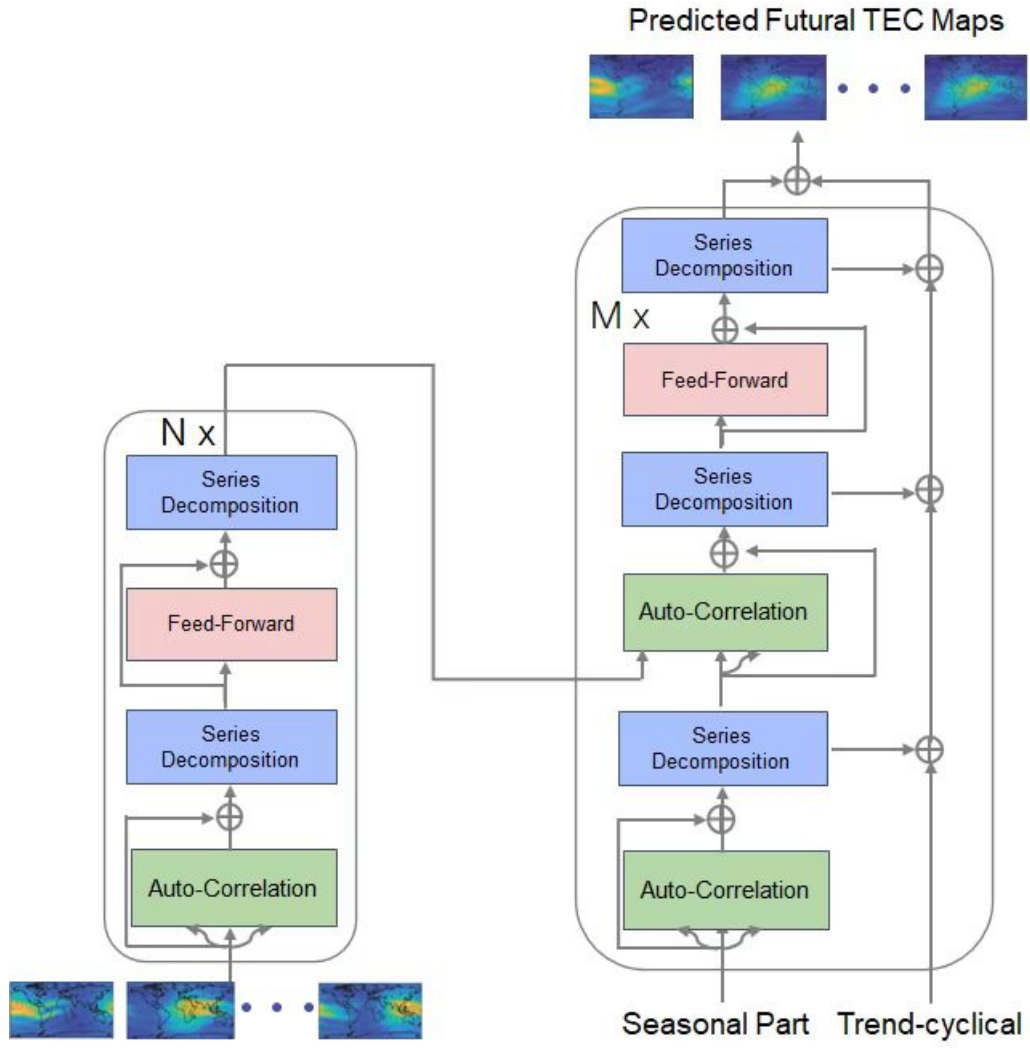 Predicted Futural TEC Maps
Series
Decomposition
M x
Feed-Forward
Series
Decomposition
Auto-Correlation
Series
Decomposition
Auto-Correlation
N x
Series
Decomposition
Feed-Forward
Series
Decomposition
Auto-Correlation
Seasonal Part
Trend-cyclical